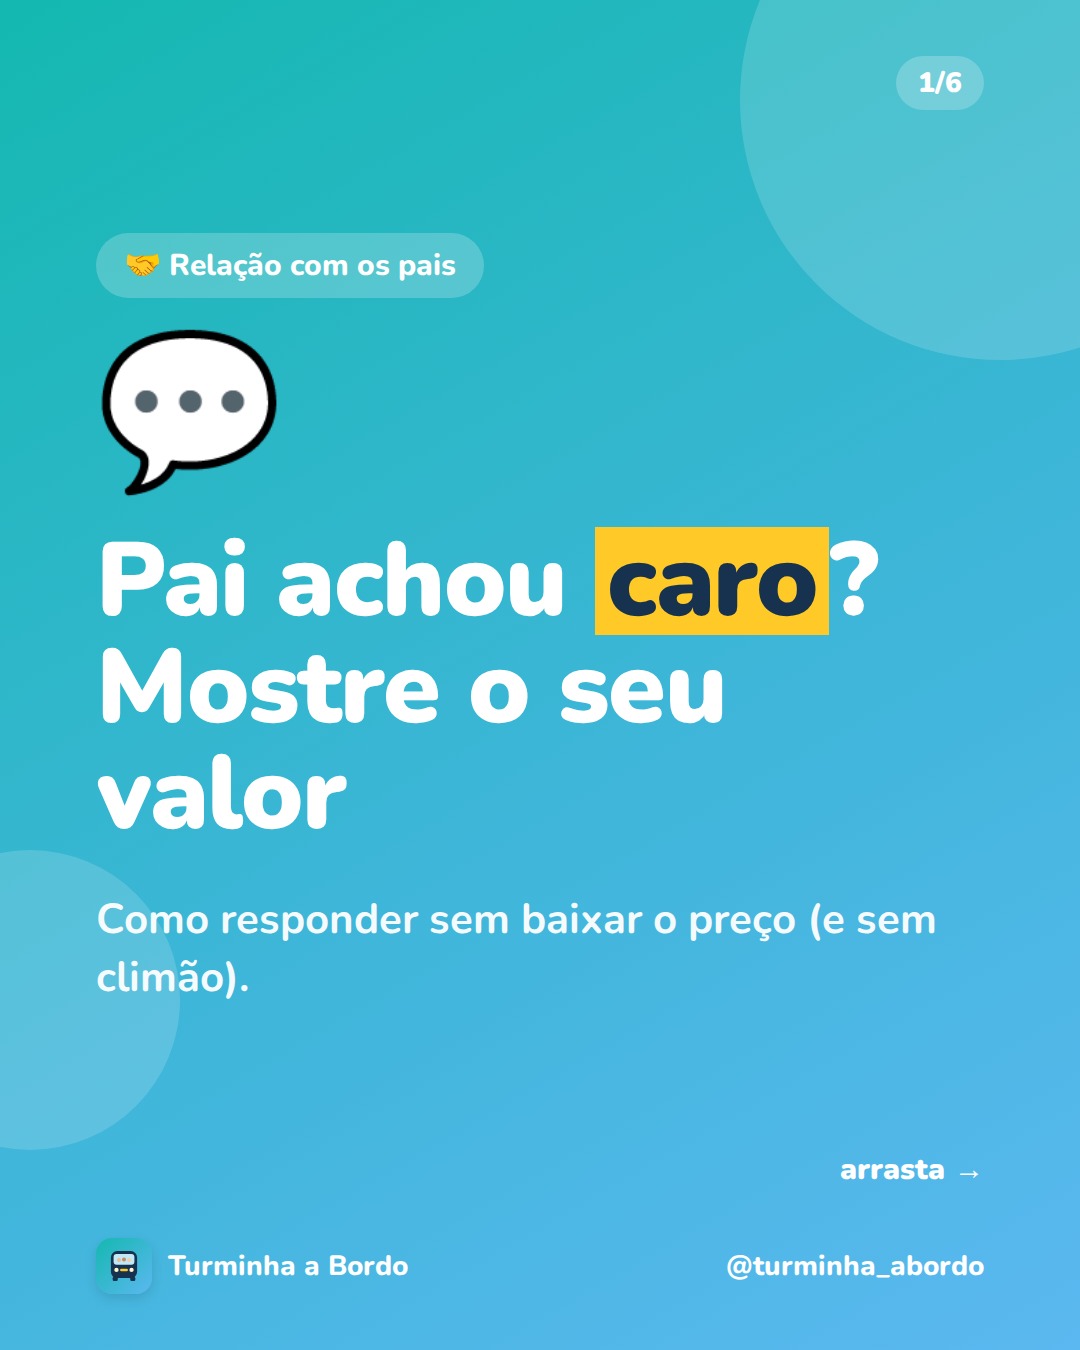 1/6
🤝 Relação com os pais
Pai achou caro?
Mostre o seu
valor
Como responder sem baixar o preço (e sem
climão).
arrasta →
Turminha a Bordo
@turminha_abordo